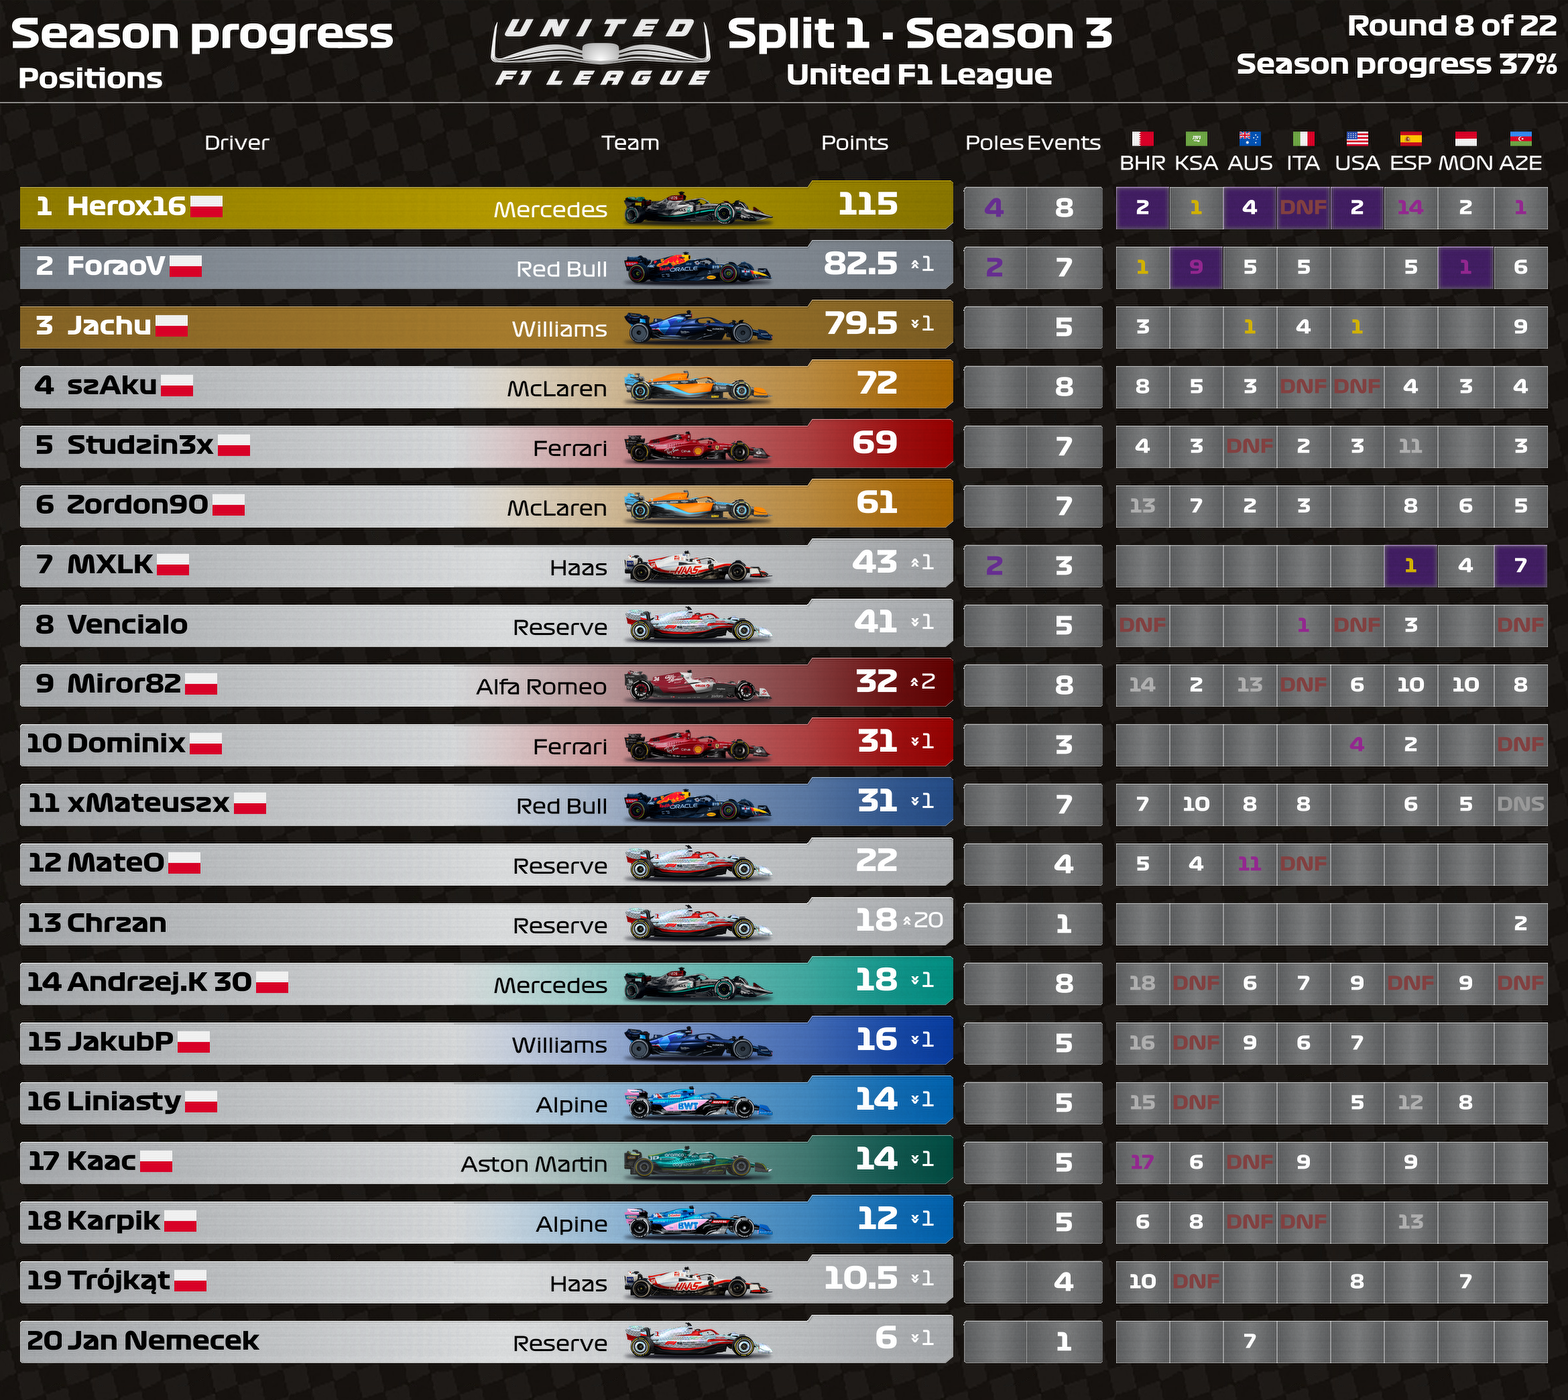 Season progress
Positions
UNITED
F1 LEAGUE
Split 1 - Season 3
United F1 League
Round 8 of 22
Season progress 37%
Driver Team Points Poles Events BHR KSA AUS ITA USA ESP MON AZE
1 Herox16 Mercedes 115 4 8 2 1 4 DNF 2 14 2 1
2 ForaoV Red Bull 82.5 1 2 7 1 9 5 5 5 1 6
3 Jachu Williams 79.5 1 5 3 1 4 1 9
4 szAku McLaren 72 8 8 5 3 DNF DNF 4 3 4
5 Studzin3x Ferrari 69 7 4 3 DNF 2 3 11 3
6 Zordon90 McLaren 61 7 13 7 2 3 8 6 5
7 MXLK Haas 43 1 2 3 1 4 7
8 Vencialo Reserve 41 1 5 DNF 1 DNF 3 DNF
9 Miror82 Alfa Romeo 32 2 8 14 2 13 DNF 6 10 10 8
10 Dominix Ferrari 31 1 3 4 2 DNF
11 xMateuszx Red Bull 31 1 7 7 10 8 8 6 5 DNS
12 MateO Reserve 22 4 5 4 11 DNF
13 Chrzan Reserve 18 20 1 2
14 Andrzej.K 30 Mercedes 18 1 8 18 DNF 6 7 9 DNF 9 DNF
15 JakubP Williams 16 1 5 16 DNF 9 6 7
16 Liniasty Alpine 14 1 5 15 DNF 5 12 8
17 Kaac Aston Martin 14 1 5 17 6 DNF 9 9
18 Karpik Alpine 12 1 5 6 8 DNF DNF 13
19 Trójkąt Haas 10.5 1 4 10 DNF 8 7
20 Jan Nemecek Reserve 6 1 1 7